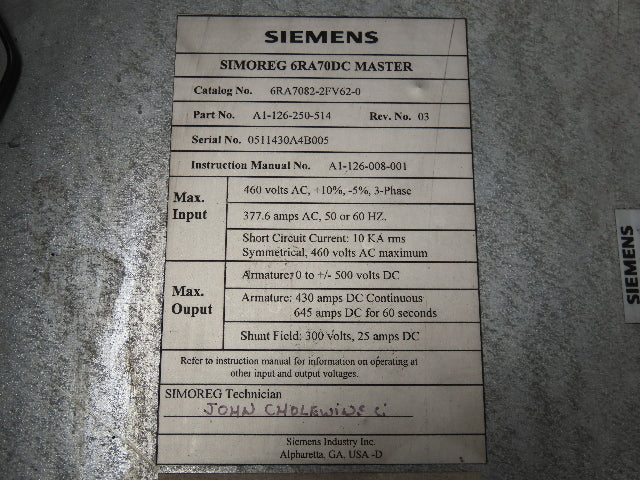 SIEMENS
SIMOREG 6RA70DC MASTER
Catalog No. 6RA7082-2FV62-0
Part No. A1-126-250-514 Rev. No. 03
Serial No. 0511430A4B005
Instruction Manual No. A1-126-008-001
Max. Input
460 volts AC, +10%, -5%, 3-Phase
377.6 amps AC, 50 or 60 HZ.
Short Circuit Current: 10 KA rms
Symmetrical, 460 volts AC maximum
Max. Ouput
Armature: 0 to +/- 500 volts DC
Armature: 430 amps DC Continuous
645 amps DC for 60 seconds
Shunt Field: 300 volts, 25 amps DC
Refer to instruction manual for information on operating at
other input and output voltages.
SIMOREG Technician
JOHN CHOLEWINSCi
Siemens Industry Inc.
Alpharetta, GA, USA -D
SIEMENS